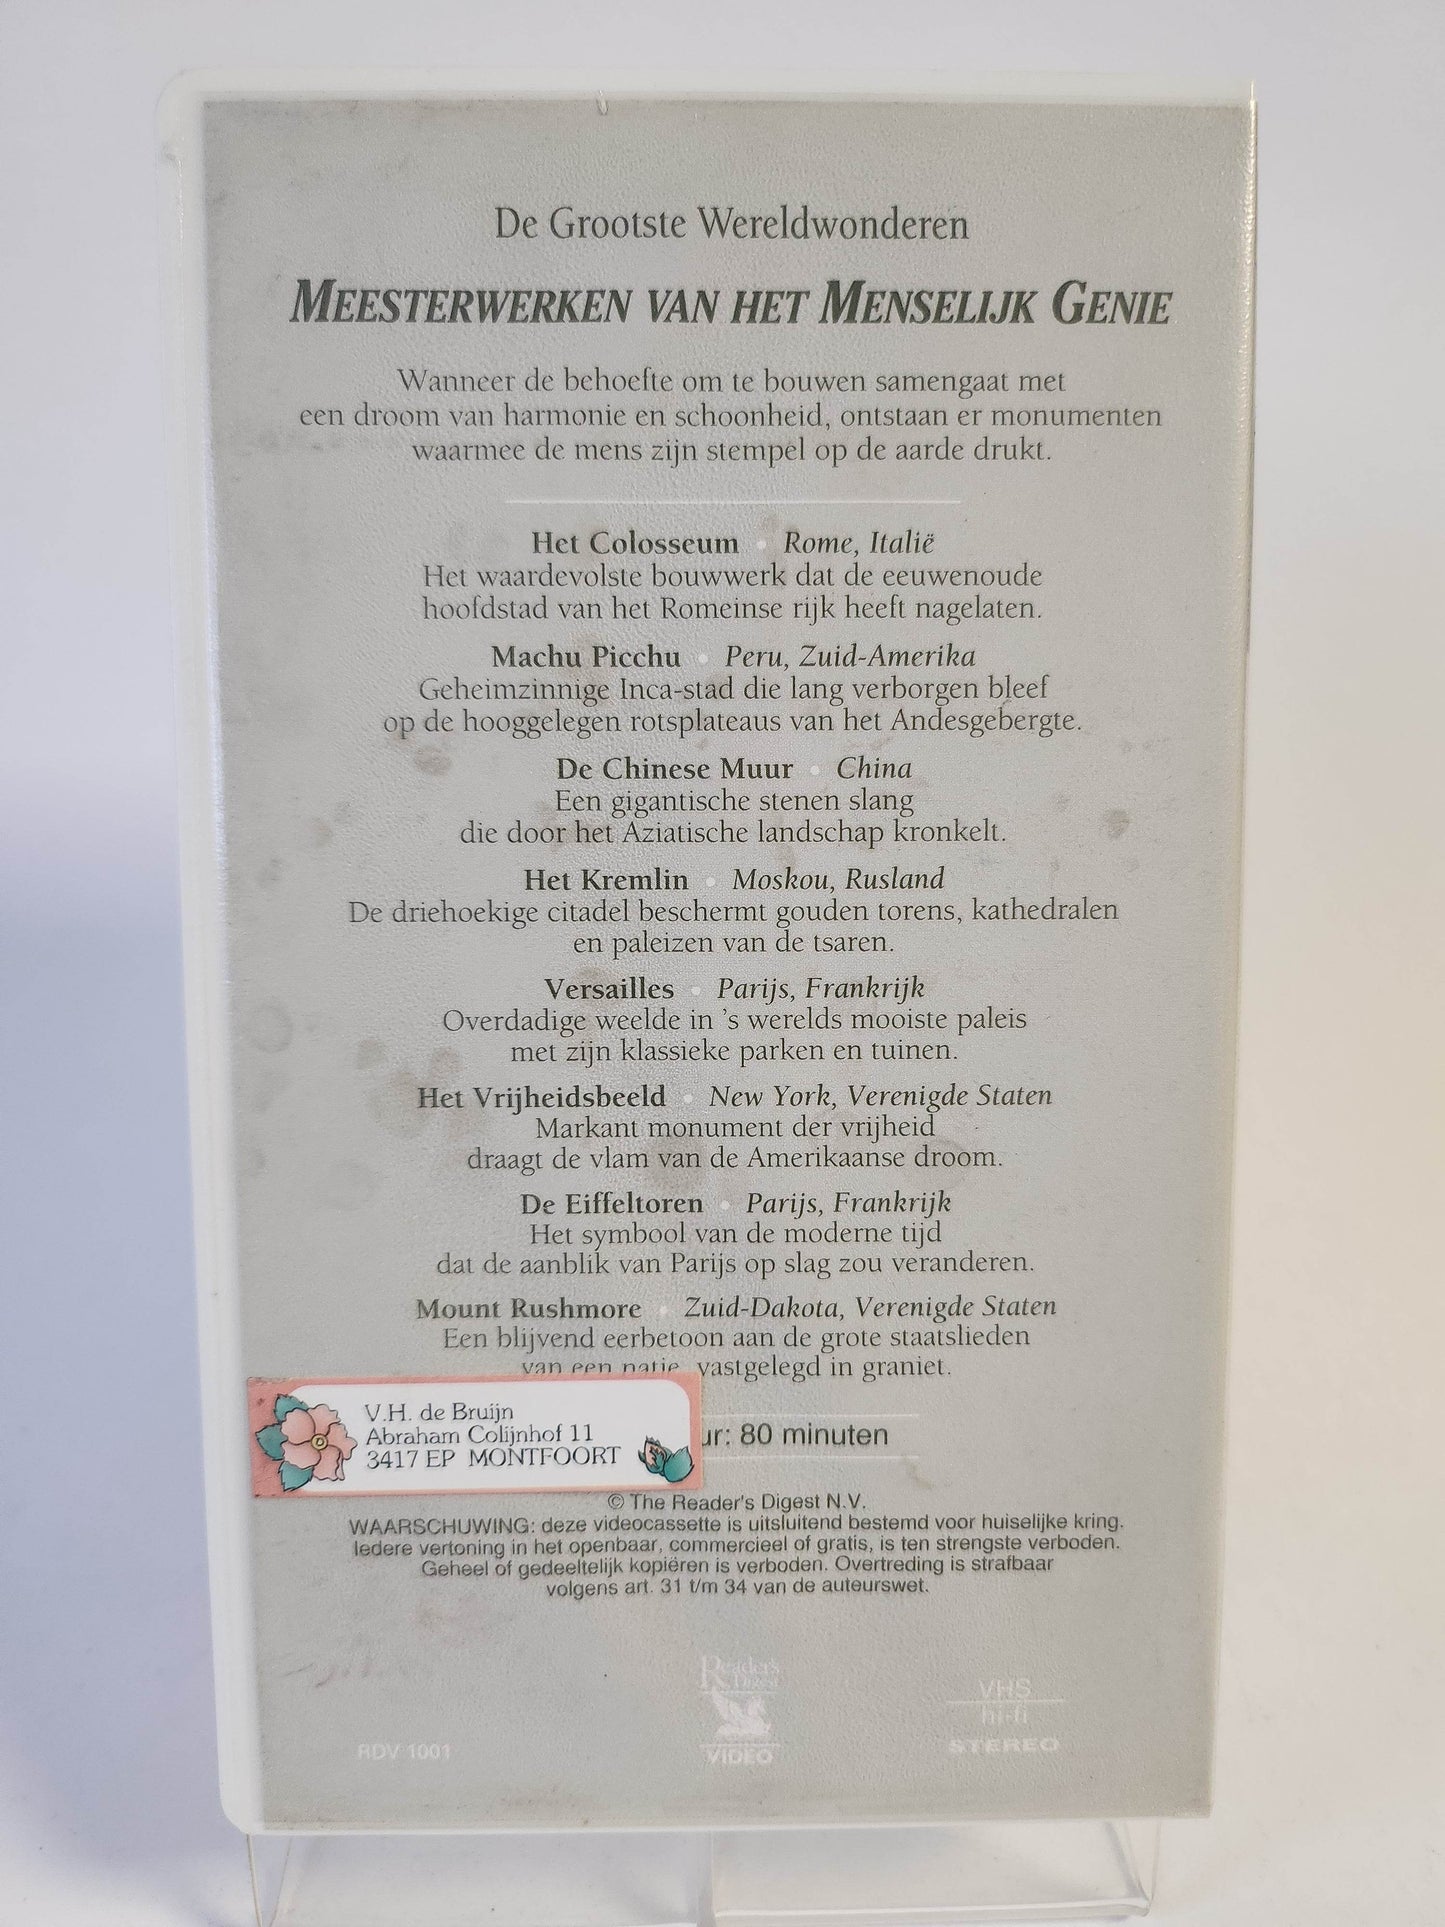 De Grootste Wereldwonderen
MEESTERWERKEN VAN HET MENSELIJK GENIE
Wanneer de behoefte om te bouwen samengaat met
een droom van harmonie en schoonheid, ontstaan er monumenten
waarmee de mens zijn stempel op de aarde drukt.
Het Colosseum • Rome, Italië
Het waardevolste bouwwerk dat de eeuwenoude
hoofdstad van het Romeinse rijk heeft nagelaten.
Machu Picchu • Peru, Zuid-Amerika
Geheimzinnige Inca-stad die lang verborgen bleef
op de hooggelegen rotsplateaus van het Andesgebergte.
De Chinese Muur • China
Een gigantische stenen slang
die door het Aziatische landschap kronkelt.
Het Kremlin • Moskou, Rusland
De driehoekige citadel beschermt gouden torens, kathedralen
en paleizen van de tsaren.
Versailles • Parijs, Frankrijk
Overdadige weelde in 's werelds mooiste paleis
met zijn klassieke parken en tuinen.
Het Vrijheidsbeeld • New York, Verenigde Staten
Markant monument der vrijheid
draagt de vlam van de Amerikaanse droom.
De Eiffeltoren • Parijs, Frankrijk
Het symbool van de moderne tijd
dat de aanblik van Parijs op slag zou veranderen.
Mount Rushmore • Zuid-Dakota, Verenigde Staten
Een blijvend eerbetoon aan de grote staatslieden
van een natie, vastgelegd in graniet.
V.H. de Bruijn
Abraham Colijnhof 11
3417 EP MONTFOORT
ur: 80 minuten
© The Reader's Digest N.V.
WAARSCHUWING: deze videocassette is uitsluitend bestemd voor huiselijke kring.
Iedere vertoning in het openbaar, commercieel of gratis, is ten strengste verboden.
Geheel of gedeeltelijk kopiëren is verboden. Overtreding is strafbaar
volgens art. 31 t/m 34 van de auteurswet.
Reader's
Digest
VIDEO
VHS
hi-fi
STEREO
RDV 1001